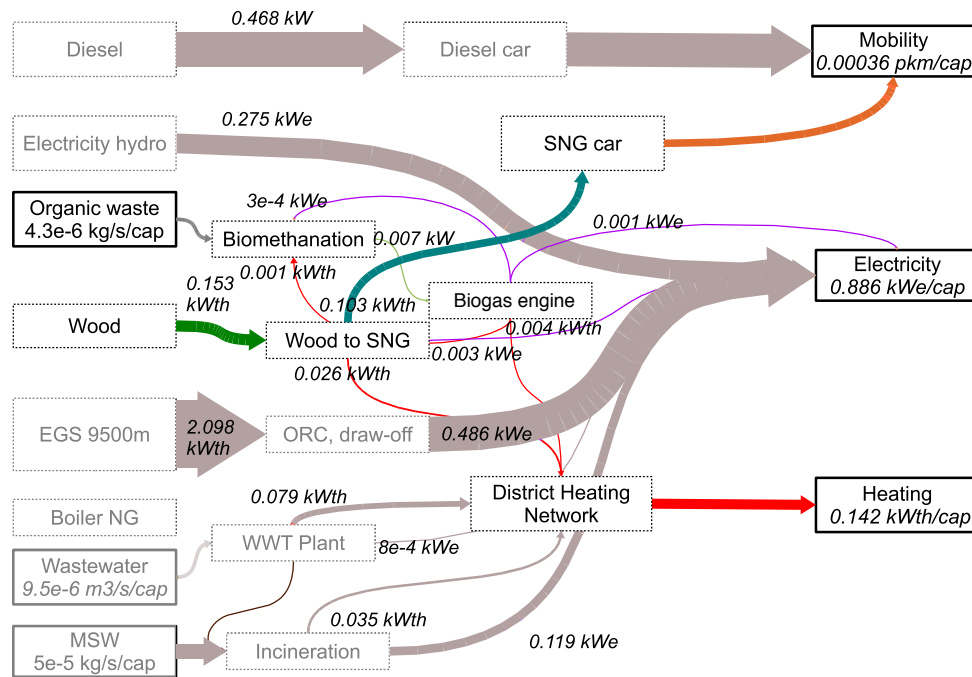 0.468 kW
Diesel
Diesel car
Mobility
0.00036 pkm/cap
0.275 kWe
Electricity hydro
SNG car
Organic waste
4.3e-6 kg/s/cap
3e-4 kWe
Biomethanation
0.007 kW
0.001 kWe
Electricity
0.886 kWe/cap
0.001 kWth
0.153
kWth
0.103 kWth
Biogas engine
Wood
Wood to SNG
0.004 kWth
0.003 kWe
0.026 kWth
EGS 9500m
2.098
kWth
ORC, draw-off
0.486 kWe
0.079 kWth
District Heating
Network
Heating
0.142 kWth/cap
Boiler NG
WWT Plant
8e-4 kWe
Wastewater
9.5e-6 m3/s/cap
0.035 kWth
MSW
5e-5 kg/s/cap
Incineration
0.119 kWe